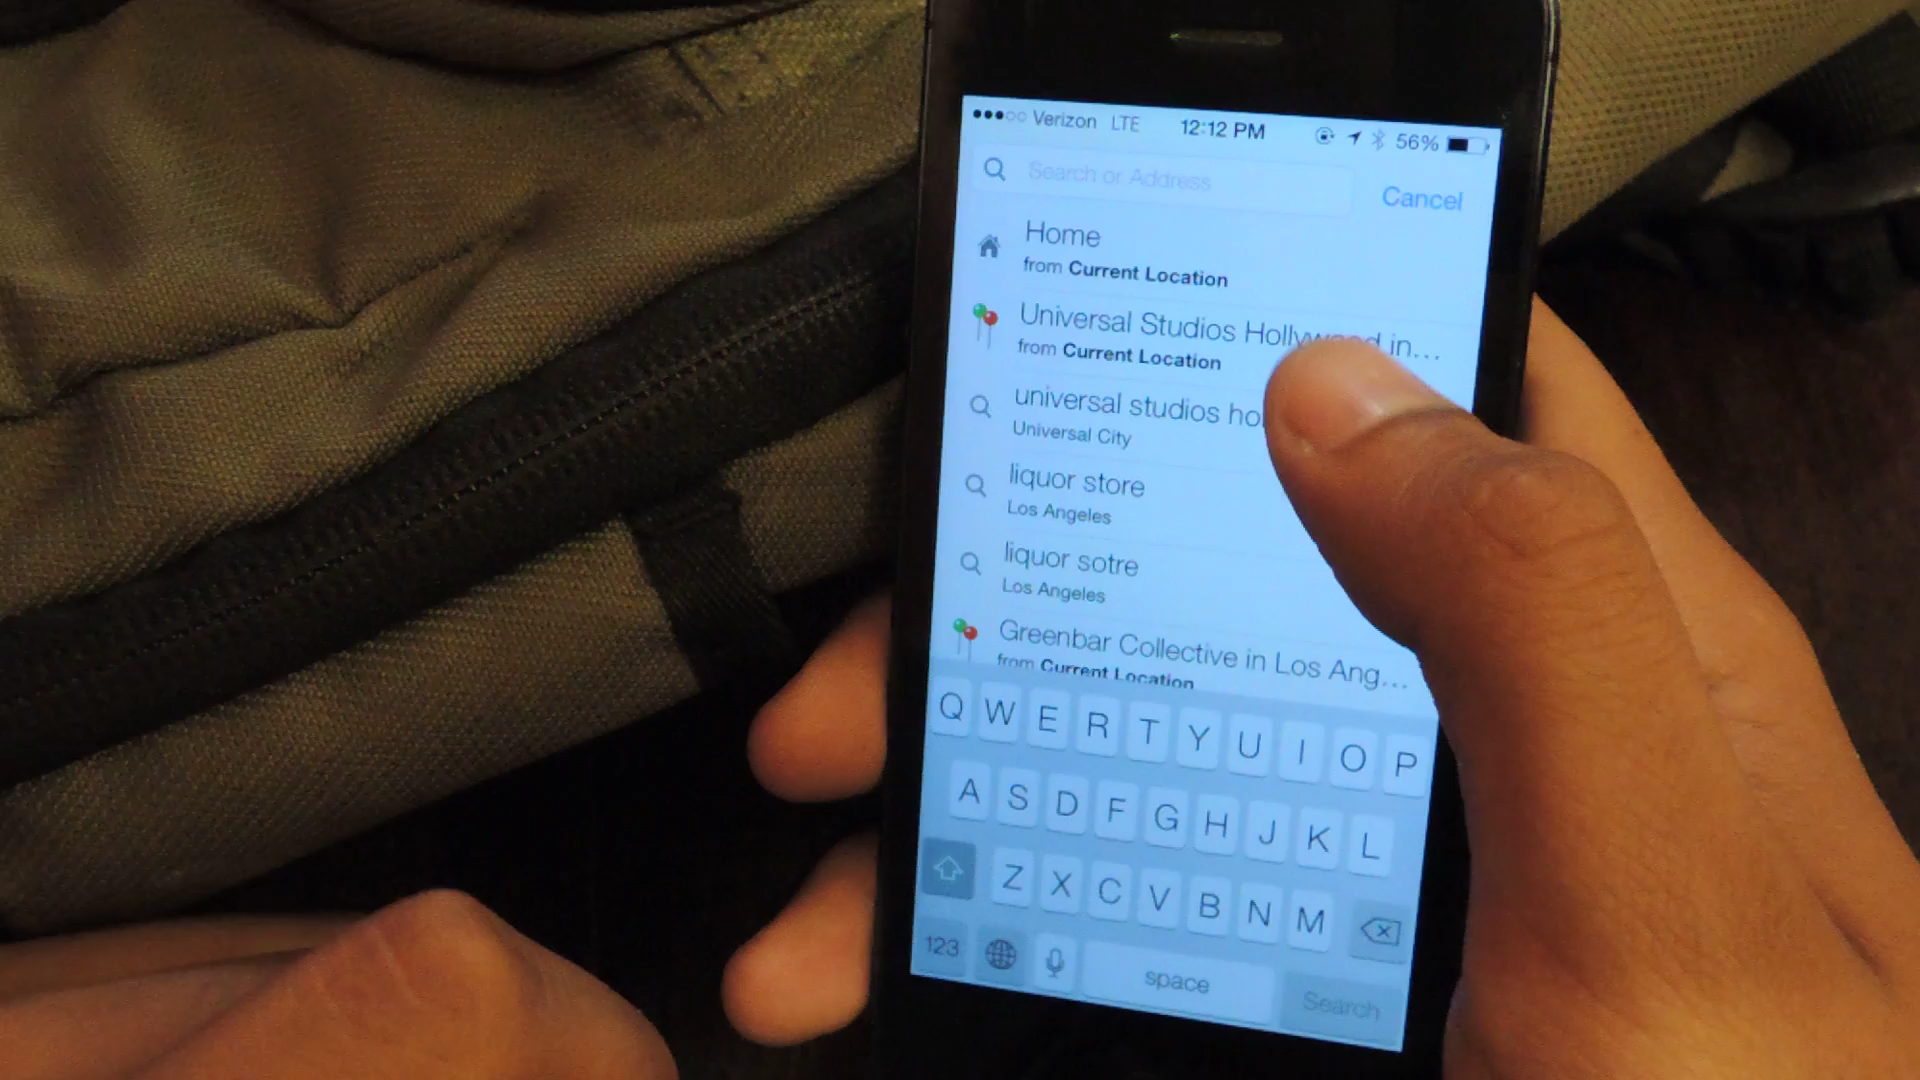 Verizon LTE 12:12 PM 56%
Search or Address
Cancel
Home
from Current Location
Universal Studios Hollywood in...
from Current Location
universal studios
Universal City
liquor store
Los Angeles
liquor sotre
Los Angeles
Greenbar Collective in Los Ang...
from Current Location
Q W E R T Y U I O P
A S D F G H J K L
Z X C V B N M
123 space Search